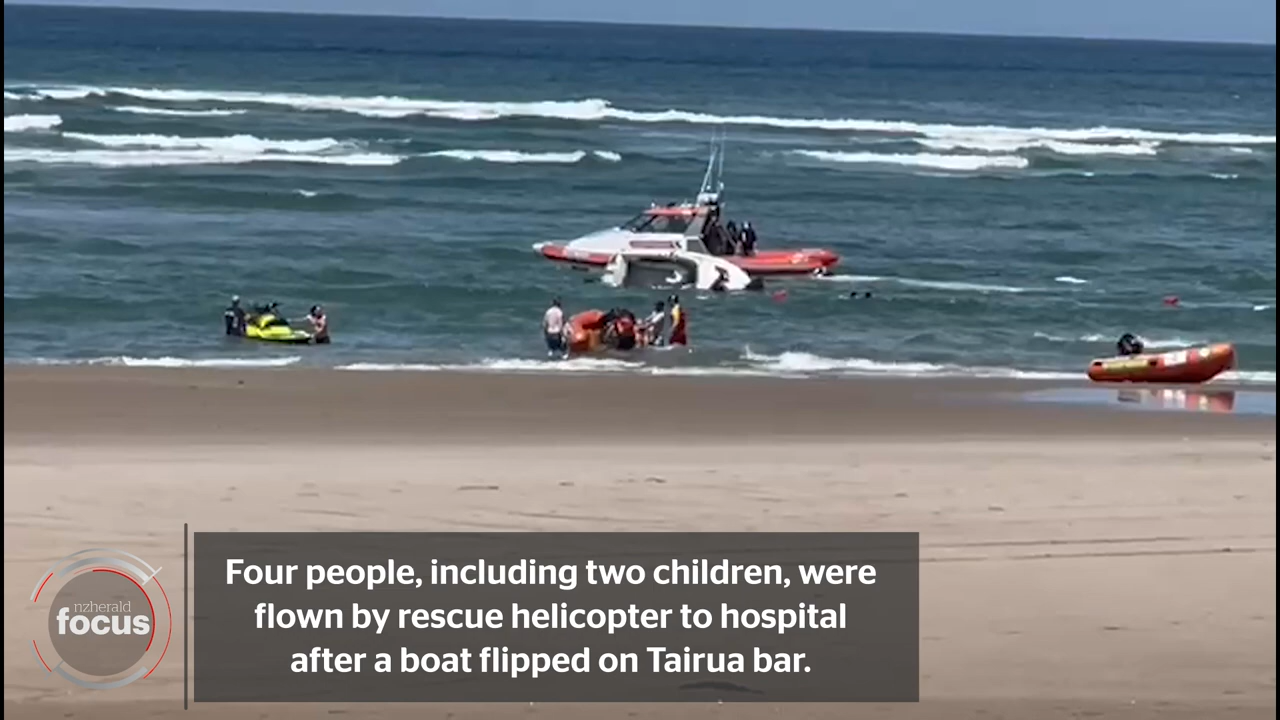 Four people, including two children, were
flown by rescue helicopter to hospital
after a boat flipped on Tairua bar.
nzherald
focus